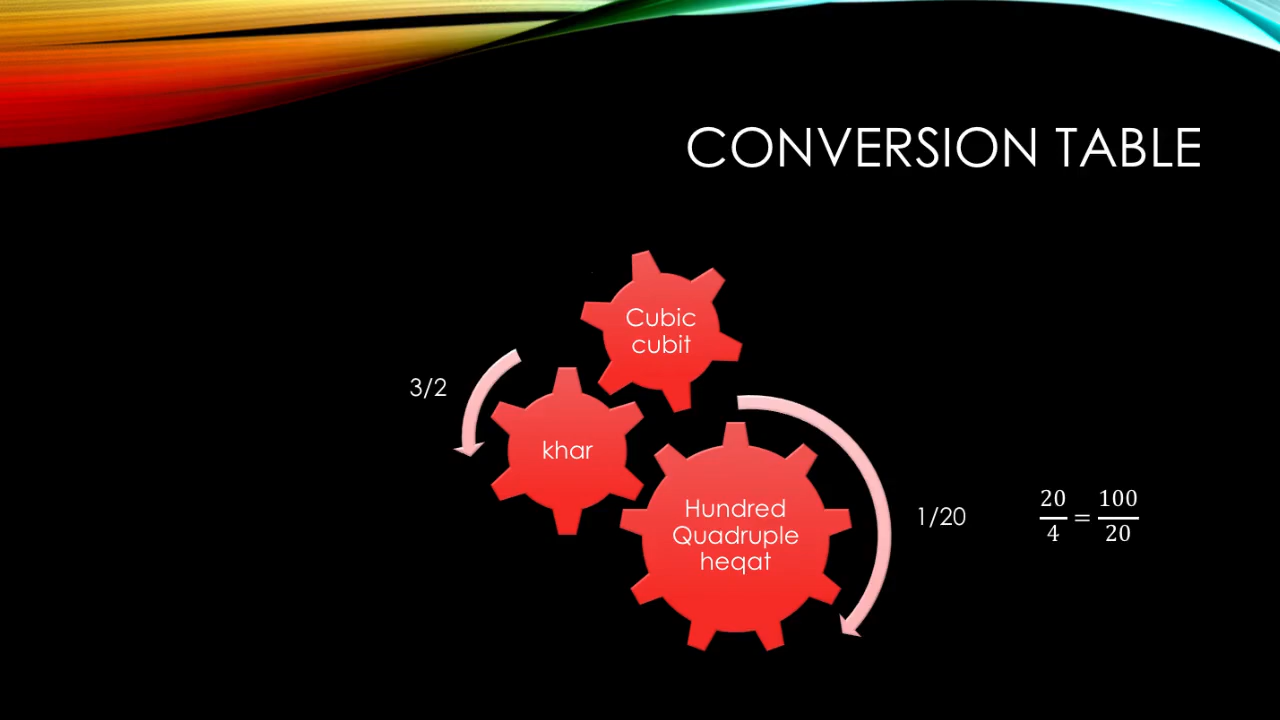 CONVERSION TABLE
Cubic
cubit
3/2
khar
Hundred
Quadruple
heqat
1/20
20/4 = 100/20